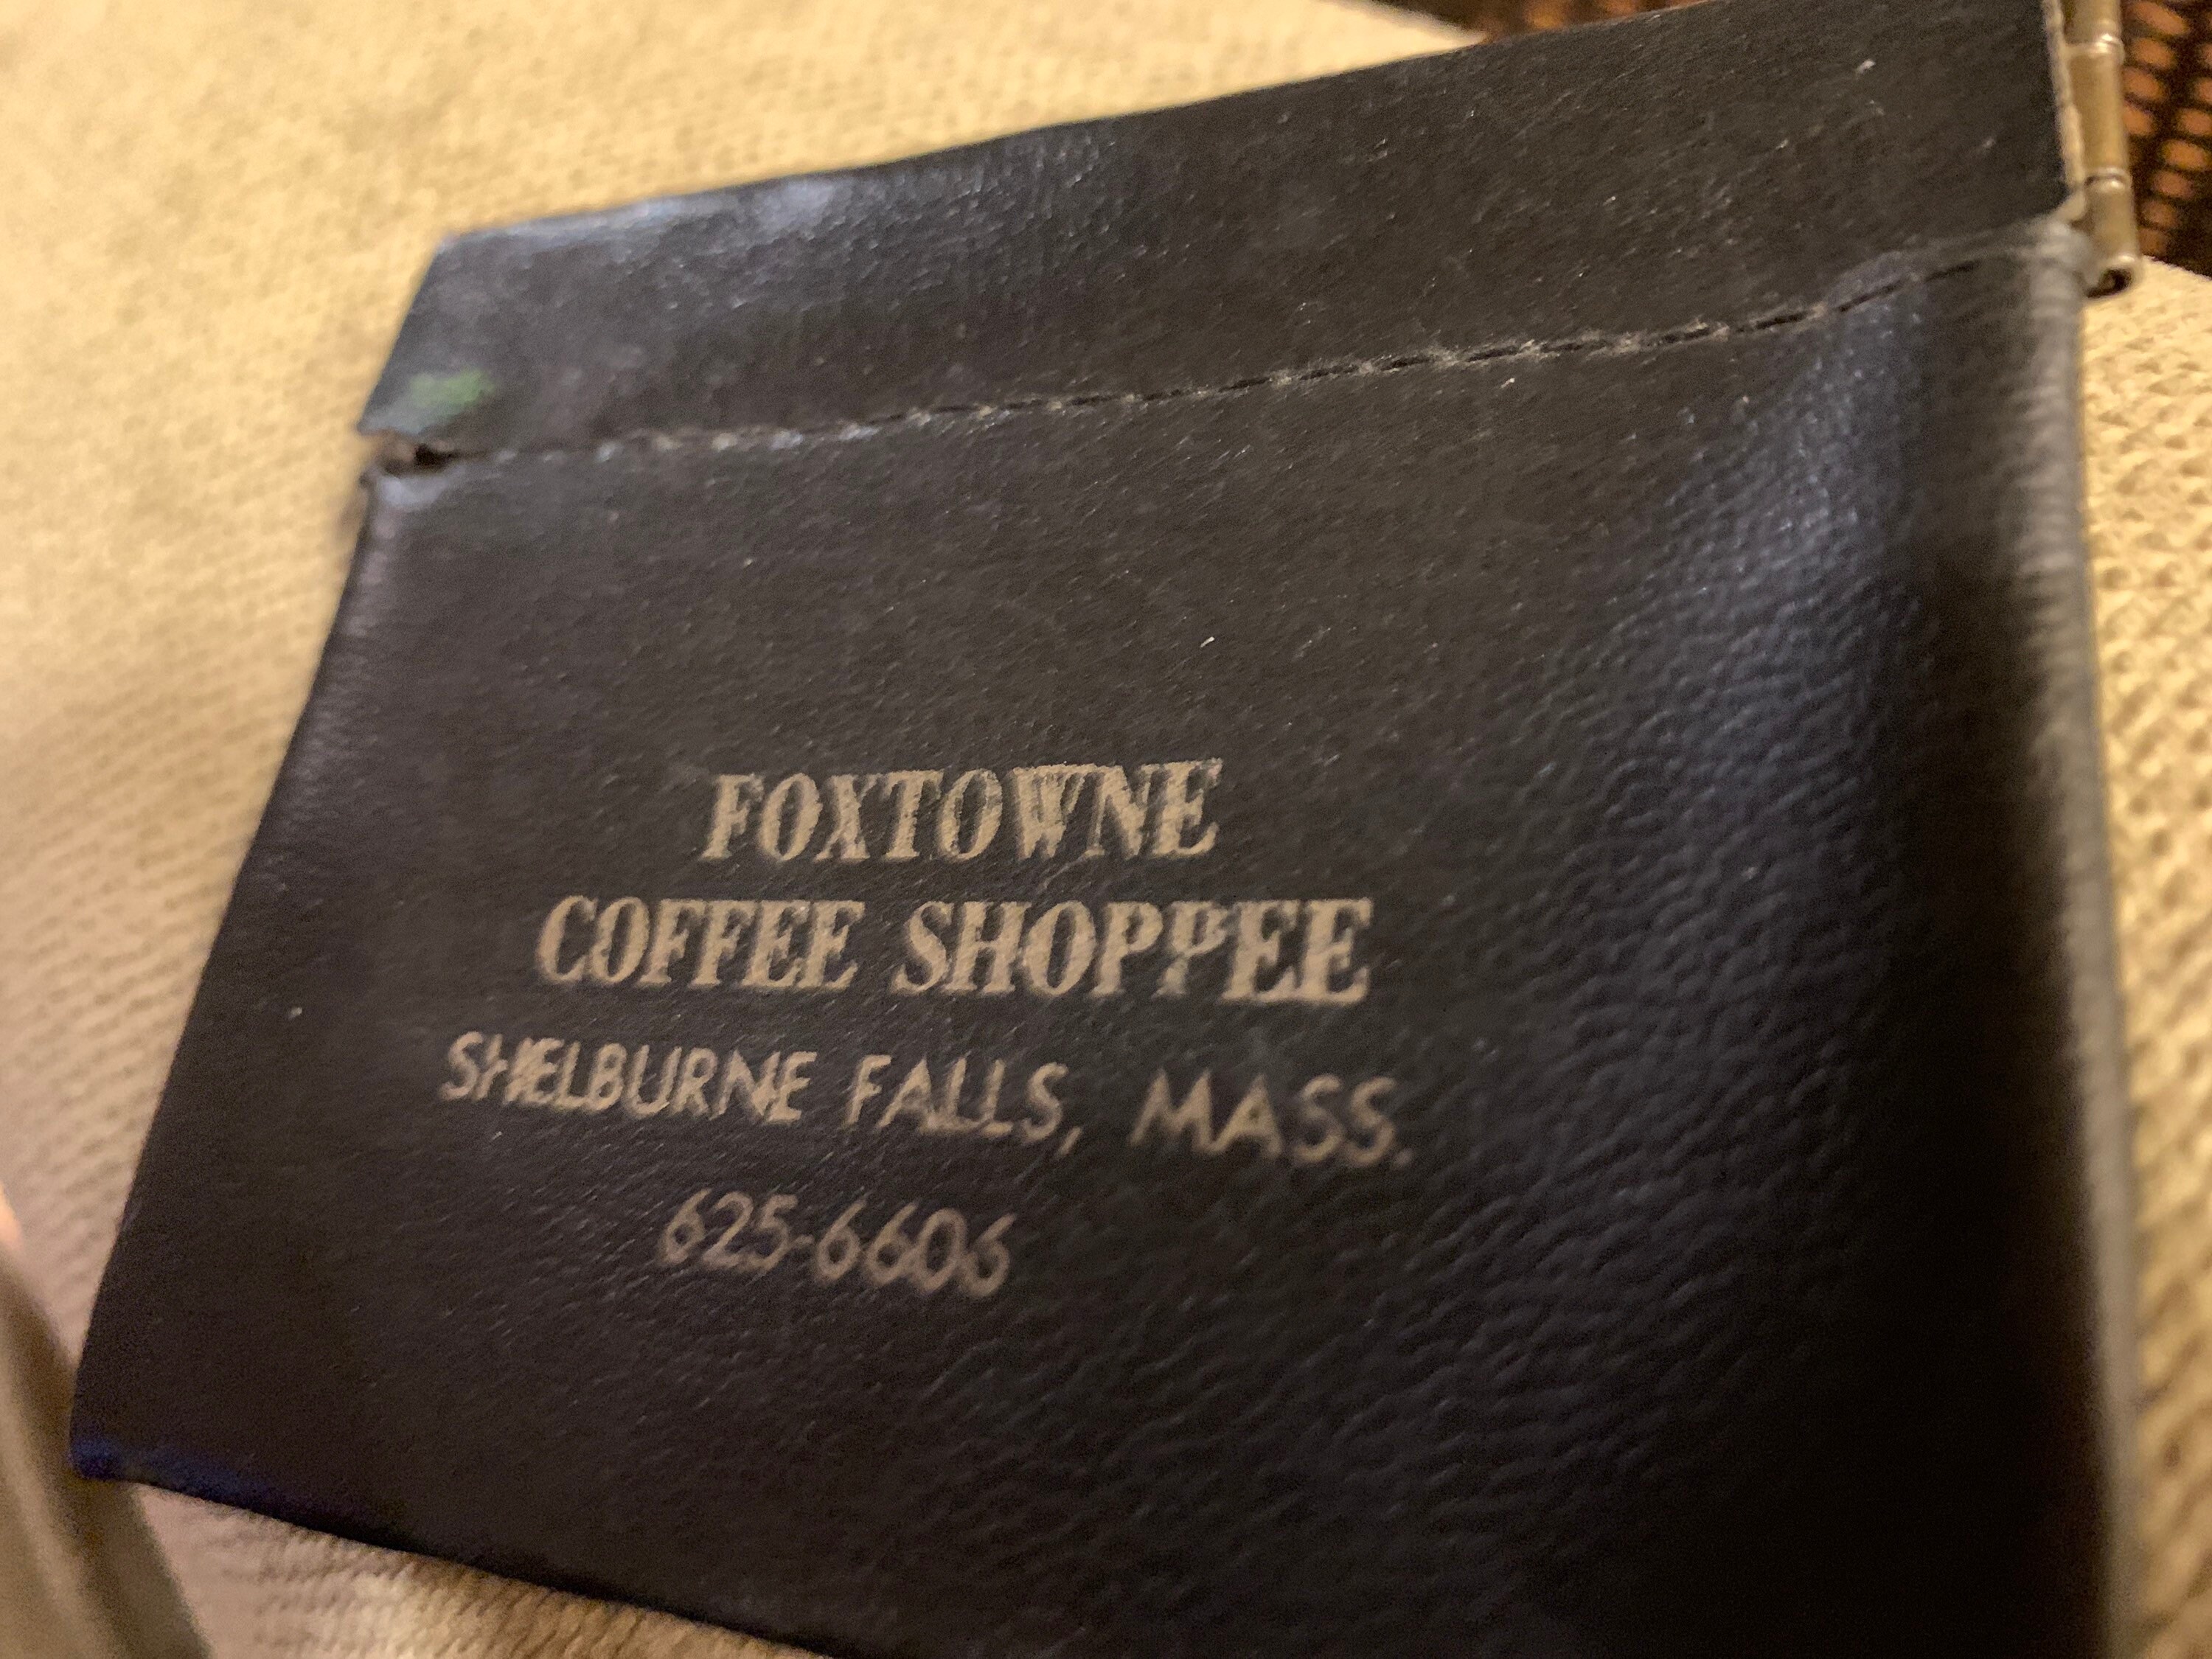 FOXTOWNE
COFFEE SHOPPEE
SHELBURNE FALLS, MASS.
625-6606